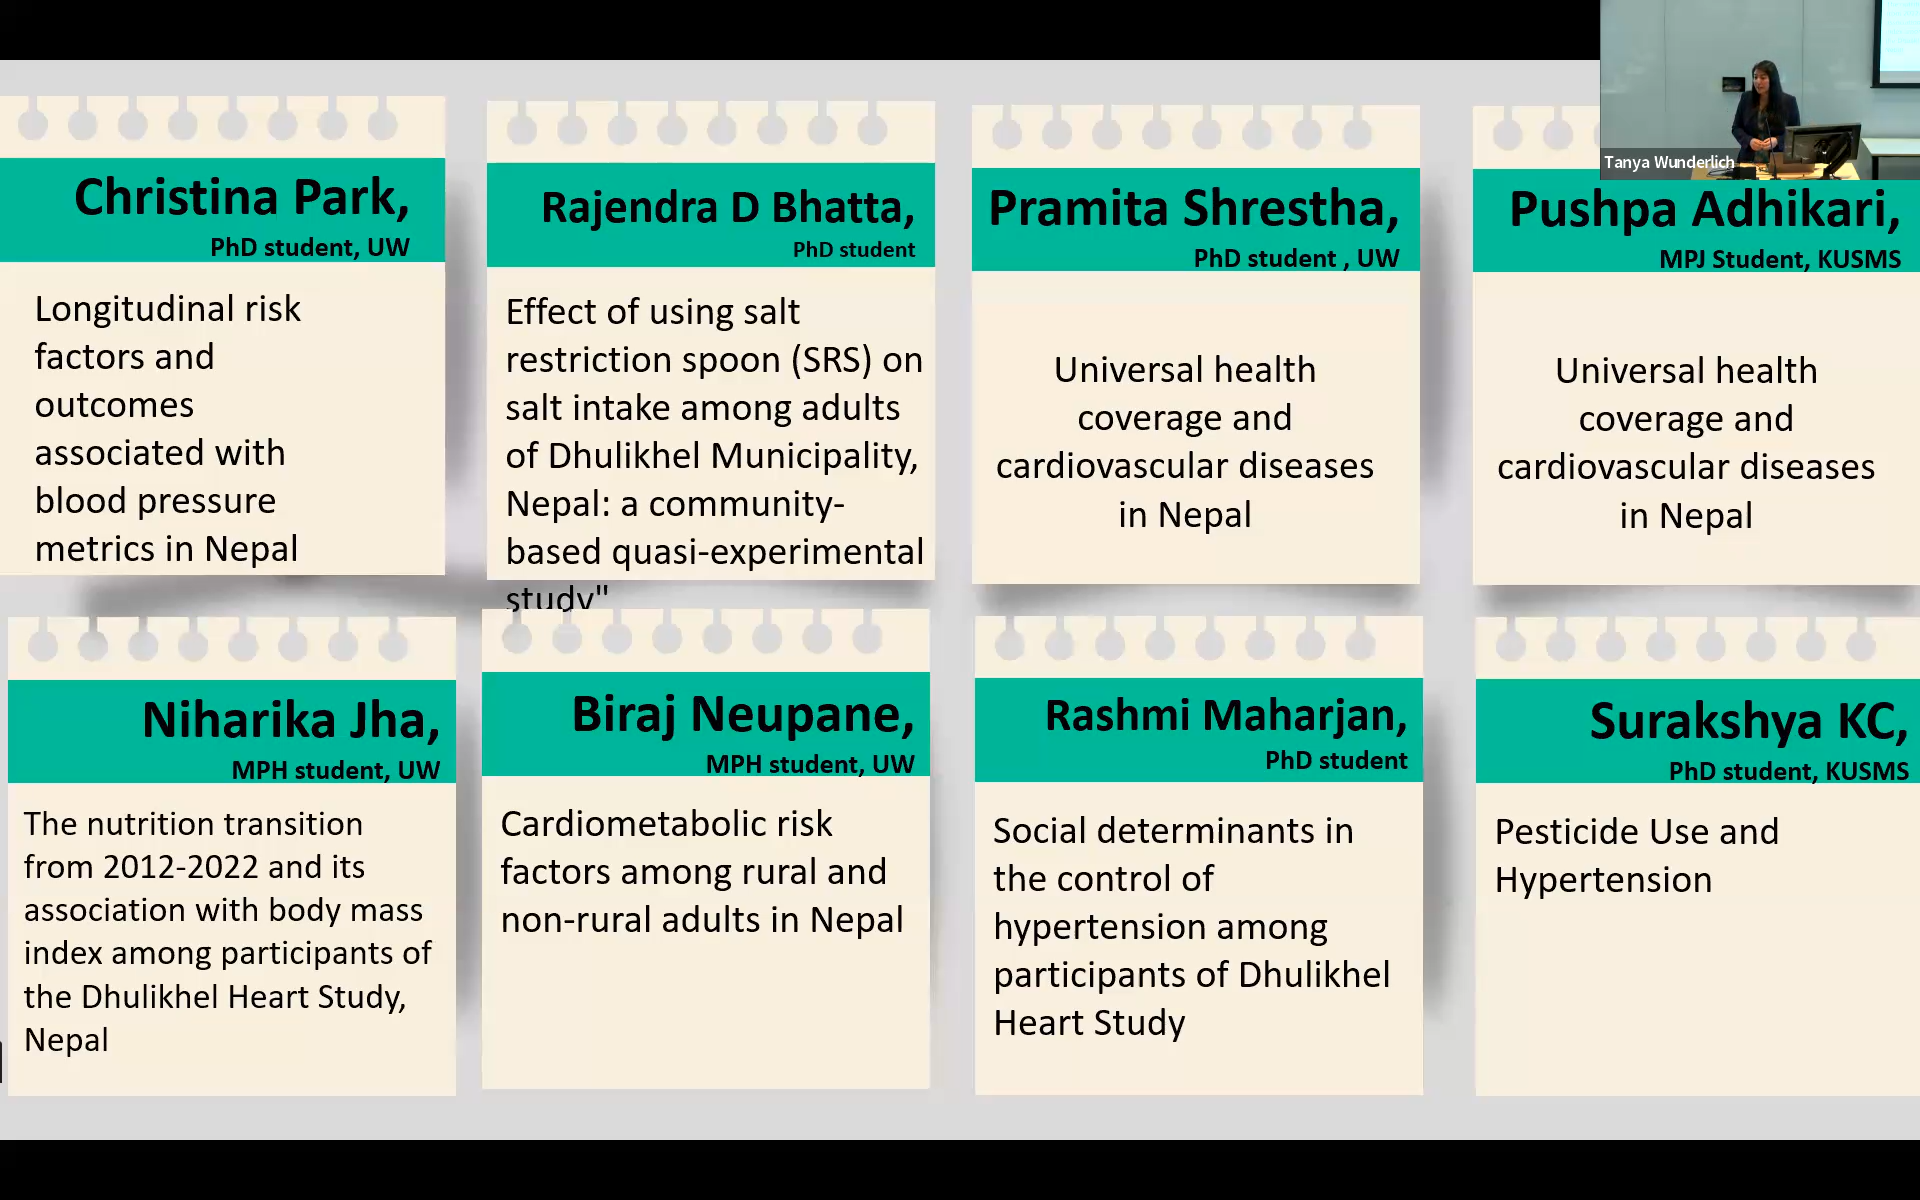 Tanya Wunderlich
Christina Park,
PhD student, UW
Longitudinal risk
factors and
outcomes
associated with
blood pressure
metrics in Nepal
Rajendra D Bhatta,
PhD student
Effect of using salt
restriction spoon (SRS) on
salt intake among adults
of Dhulikhel Municipality,
Nepal: a community-
based quasi-experimental
study"
Pramita Shrestha,
PhD student , UW
Universal health
coverage and
cardiovascular diseases
in Nepal
Pushpa Adhikari,
MPJ Student, KUSMS
Universal health
coverage and
cardiovascular diseases
in Nepal
Niharika Jha,
MPH student, UW
The nutrition transition
from 2012-2022 and its
association with body mass
index among participants of
the Dhulikhel Heart Study,
Nepal
Biraj Neupane,
MPH student, UW
Cardiometabolic risk
factors among rural and
non-rural adults in Nepal
Rashmi Maharjan,
PhD student
Social determinants in
the control of
hypertension among
participants of Dhulikhel
Heart Study
Surakshya KC,
PhD student, KUSMS
Pesticide Use and
Hypertension